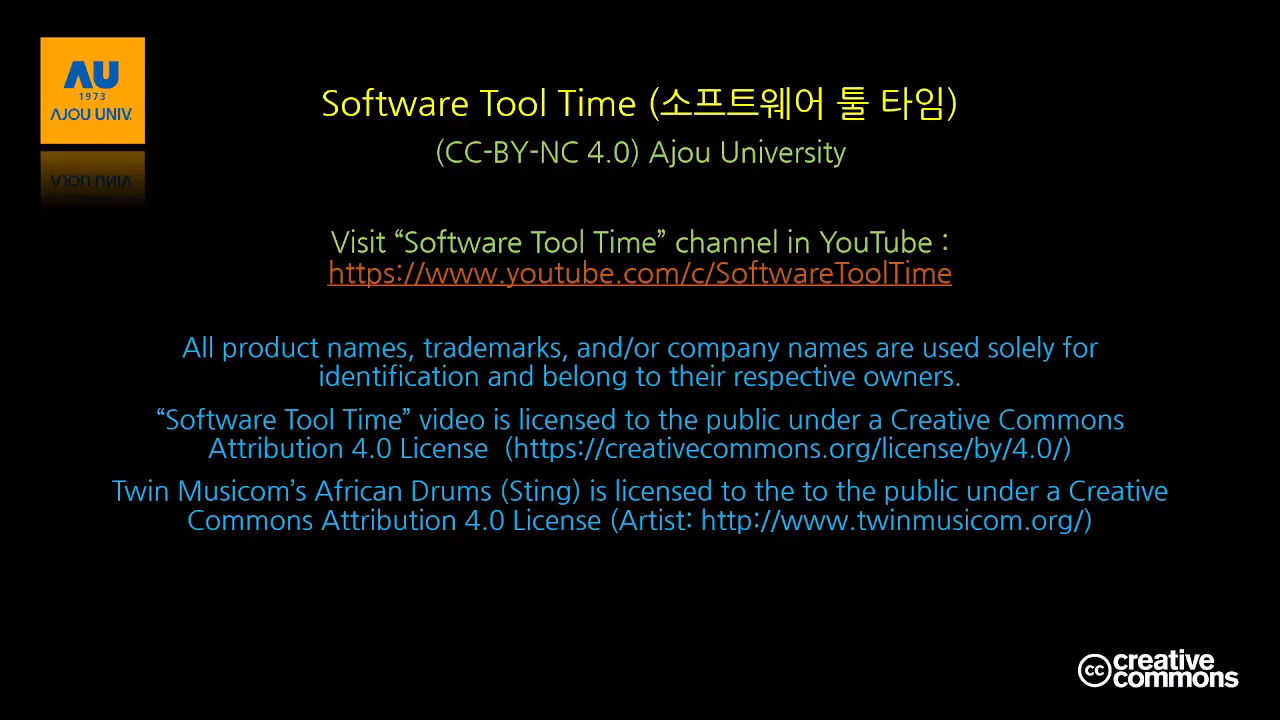 AU
1973
AJOU UNIV.
Software Tool Time (소프트웨어 툴 타임)
(CC-BY-NC 4.0) Ajou University
Visit “Software Tool Time” channel in YouTube :
https://www.youtube.com/c/SoftwareToolTime
All product names, trademarks, and/or company names are used solely for
identification and belong to their respective owners.
“Software Tool Time” video is licensed to the public under a Creative Commons
Attribution 4.0 License (https://creativecommons.org/license/by/4.0/)
Twin Musicom’s African Drums (Sting) is licensed to the to the public under a Creative
Commons Attribution 4.0 License (Artist: http://www.twinmusicom.org/)
cc creative
commons